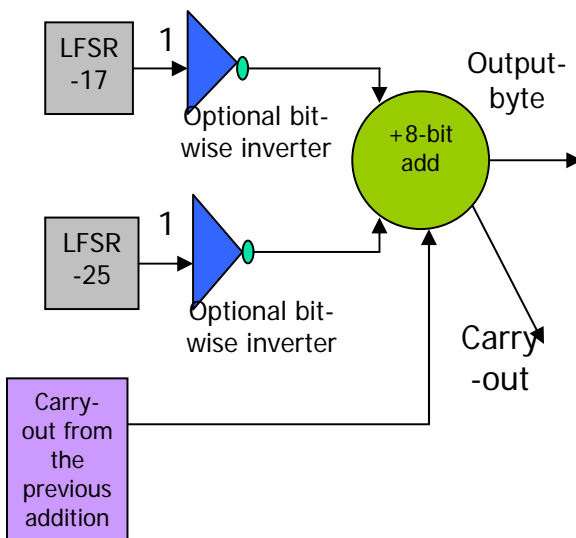 LFSR
-17
1
Optional bit-
wise inverter
+8-bit
add
Output-
byte
LFSR
-25
1
Optional bit-
wise inverter
Carry
-out
Carry-
out from
the
previous
addition